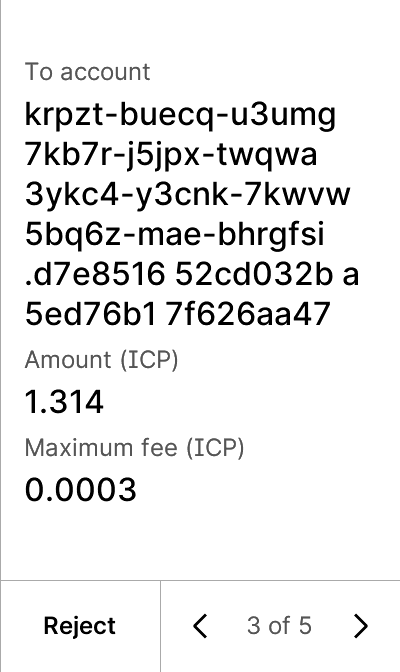 To account
krpzt-buecq-u3umg
7kb7r-j5jpx-twqwa
3ykc4-y3cnk-7kwvw
5bq6z-mae-bhrgfsi
.d7e8516 52cd032b a
5ed76b1 7f626aa47
Amount (ICP)
1.314
Maximum fee (ICP)
0.0003
Reject
3 of 5